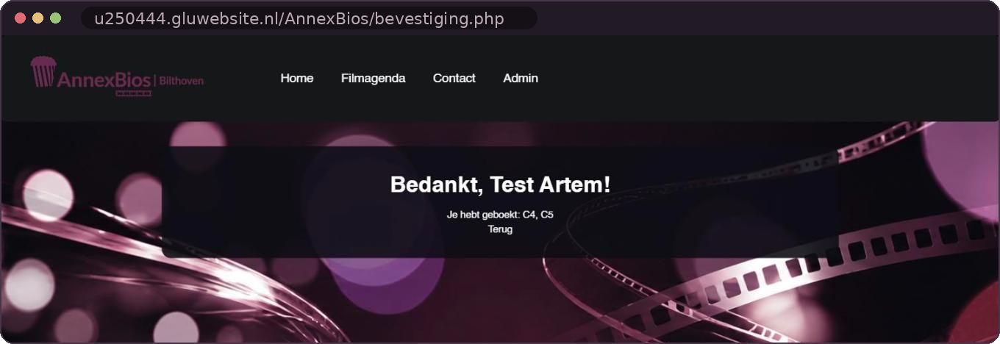 u250444.gluwebsite.nl/AnnexBios/bevestiging.php
AnnexBios | Bilthoven
Home Filmagenda Contact Admin
Bedankt, Test Artem!
Je hebt geboekt: C4, C5
Terug